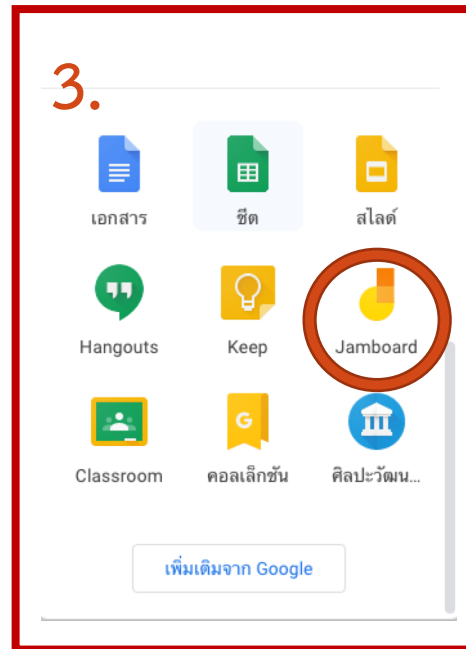 3.
เอกสาร
ชีต
สไลด์
Hangouts
Keep
Jamboard
G
Classroom
คอลเล็กชัน
ศิลปะวัฒน...
เพิ่มเติมจาก Google